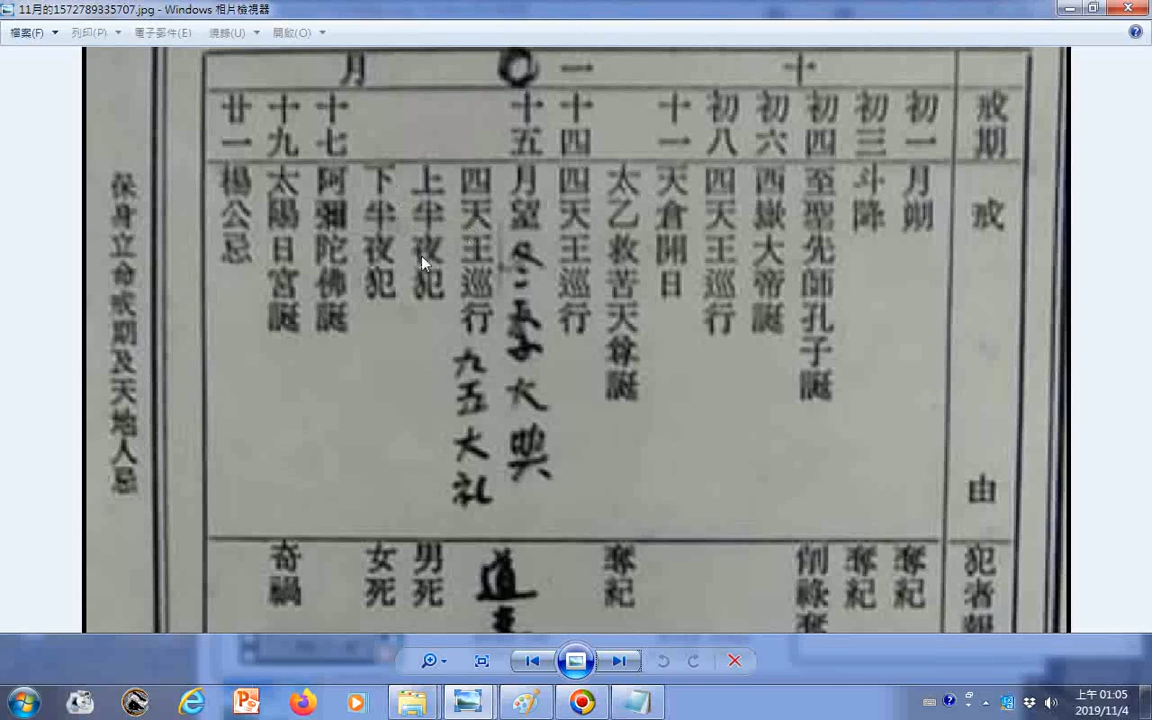 11月的1572789335707.jpg - Windows 相片檢視器
檔案(F) 列印(P) 電子郵件(E) 燒錄(U) 開啟(O)
十一月
戒期
戒由
犯者報
初一
月朔
奪紀
初三
斗降
奪紀
初四
至聖先師孔子誕
削祿奪
初六
西嶽大帝誕
初八
四天王巡行
十一
天倉開日
太乙救苦天尊誕
奪紀
十四
四天王巡行
十五
月望
冬季大典
四天王巡行
九五大礼
道
上半夜犯
男死
下半夜犯
女死
十七
阿彌陀佛誕
十九
太陽日宮誕
奇禍
廿一
楊公忌
保身立命戒期及天地人忌
上午 01:05
2019/11/4